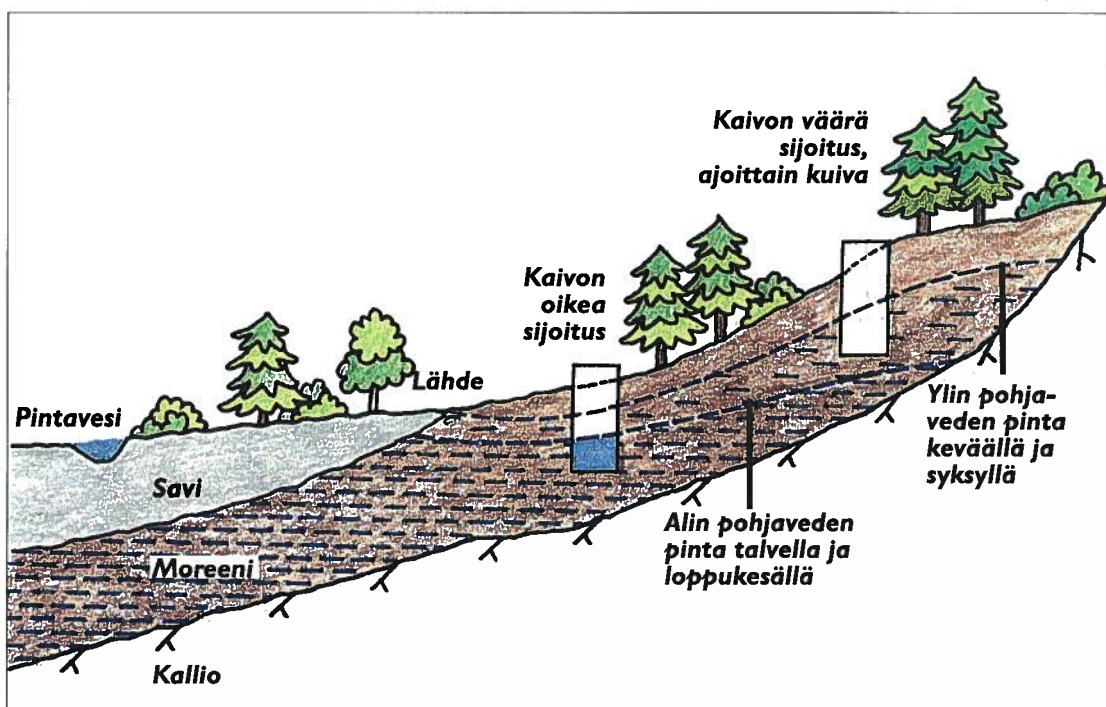 Kaivon väärä
sijoitus,
ajoittain kuiva
Kaivon
oikea
sijoitus
Lähde
Pintavesi
Savi
Ylin pohja-
veden pinta
keväällä ja
syksyllä
Alin pohjaveden
pinta talvella ja
loppukesällä
Moreeni
Kallio